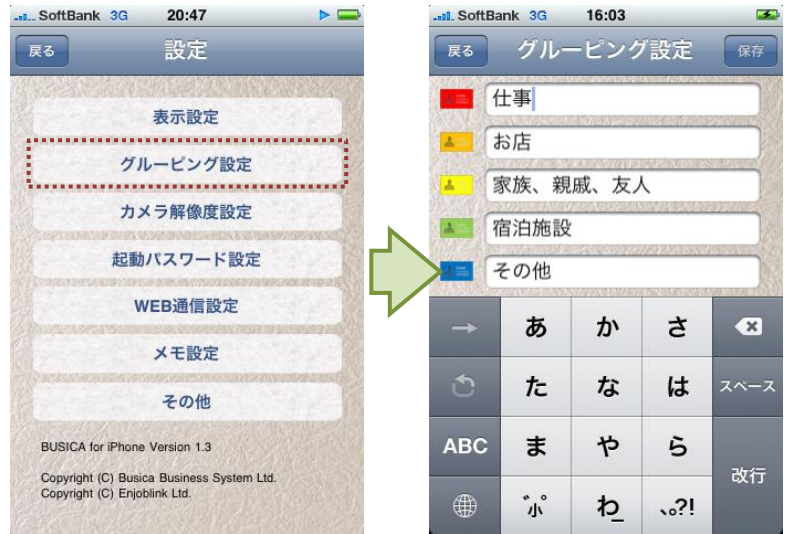 SoftBank 3G 20:47
戻る 設定
表示設定
グルーピング設定
カメラ解像度設定
起動パスワード設定
WEB通信設定
メモ設定
その他
BUSICA for iPhone Version 1.3
Copyright (C) Busica Business System Ltd.
Copyright (C) Enjoblink Ltd.
SoftBank 3G 16:03
戻る グルーピング設定 保存
仕事
お店
家族、親戚、友人
宿泊施設
その他
→ あ か さ
た な は スペース
ABC ま や ら 改行
゛小゜ わ_ 、。?!